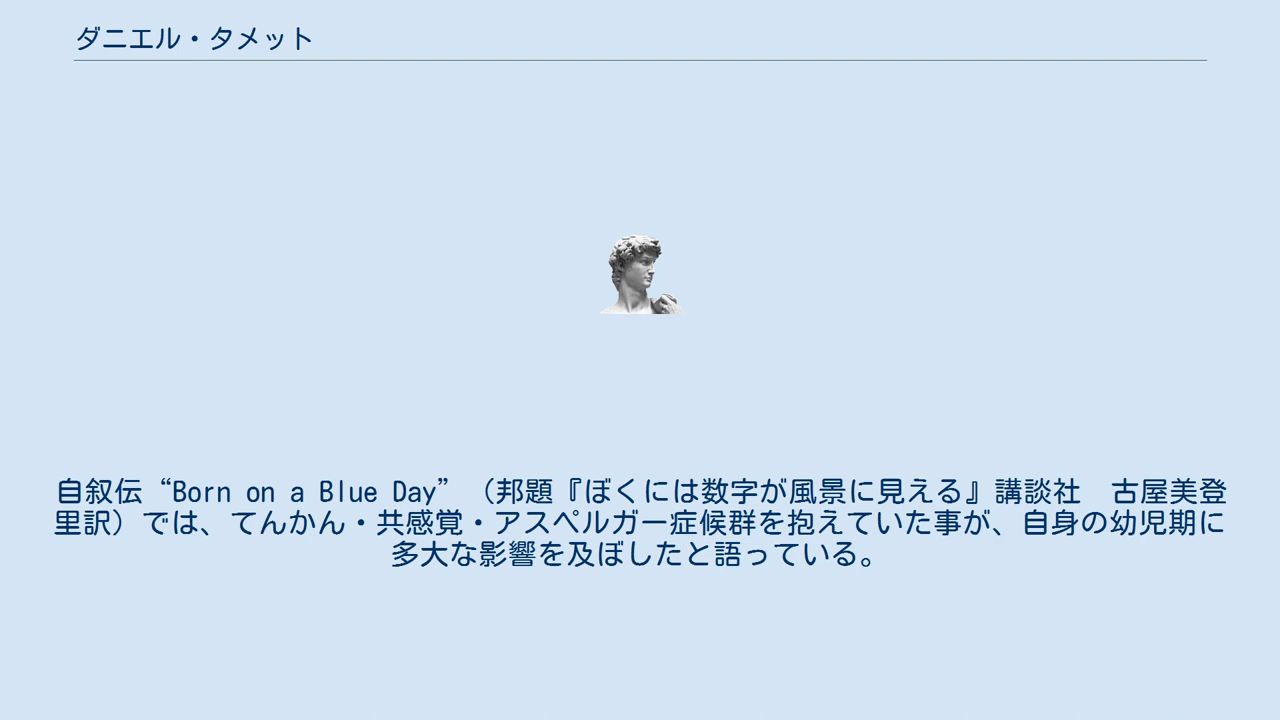 ダニエル・タメット
自叙伝“Born on a Blue Day”（邦題『ぼくには数字が風景に見える』講談社　古屋美登
里訳）では、てんかん・共感覚・アスペルガー症候群を抱えていた事が、自身の幼児期に
多大な影響を及ぼしたと語っている。